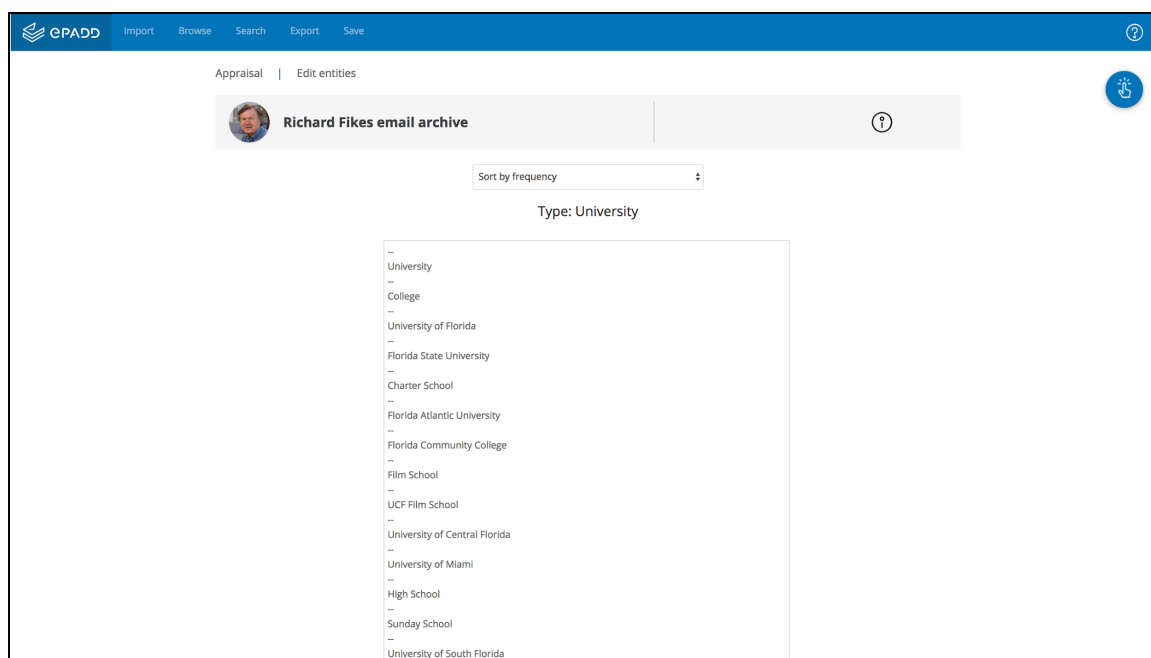 ePADD Import Browse Search Export Save
Appraisal | Edit entities
Richard Fikes email archive
Sort by frequency
Type: University
--
University
--
College
--
University of Florida
--
Florida State University
--
Charter School
--
Florida Atlantic University
--
Florida Community College
--
Film School
--
UCF Film School
--
University of Central Florida
--
University of Miami
--
High School
--
Sunday School
--
University of South Florida